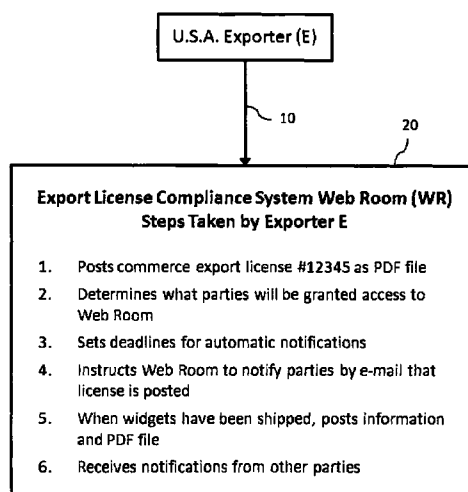 U.S.A. Exporter (E)
10
20
Export License Compliance System Web Room (WR)
Steps Taken by Exporter E
1. Posts commerce export license #12345 as PDF file
2. Determines what parties will be granted access to
Web Room
3. Sets deadlines for automatic notifications
4. Instructs Web Room to notify parties by e-mail that
license is posted
5. When widgets have been shipped, posts information
and PDF file
6. Receives notifications from other parties